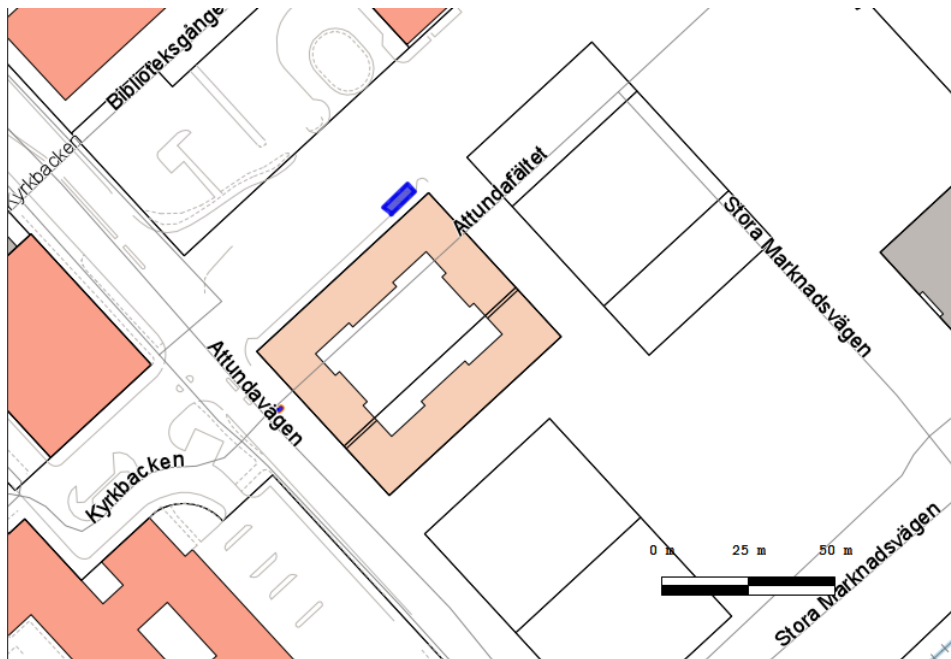 Biblioteksgången
Kyrkbacken
Attundafältet
Stora Marknadsvägen
Attundavägen
Kyrkbacken
0 m 25 m 50 m
Stora Marknadsvägen